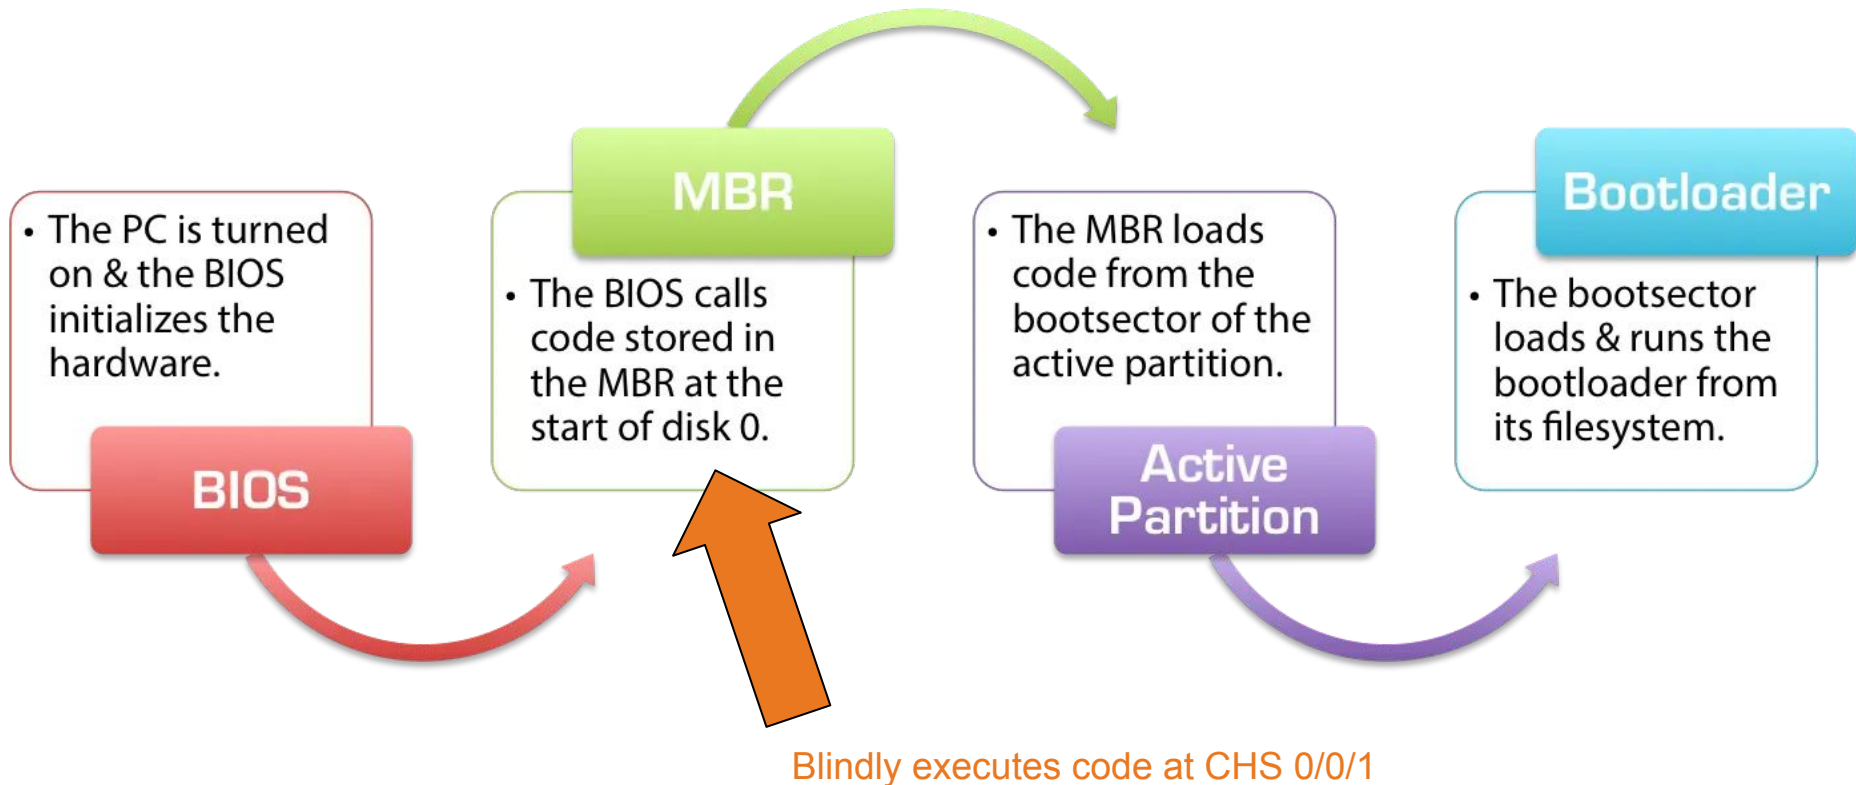 • The PC is turned
on & the BIOS
initializes the
hardware.
BIOS
MBR
• The BIOS calls
code stored in
the MBR at the
start of disk 0.
• The MBR loads
code from the
bootsector of the
active partition.
Active
Partition
Bootloader
• The bootsector
loads & runs the
bootloader from
its filesystem.
Blindly executes code at CHS 0/0/1